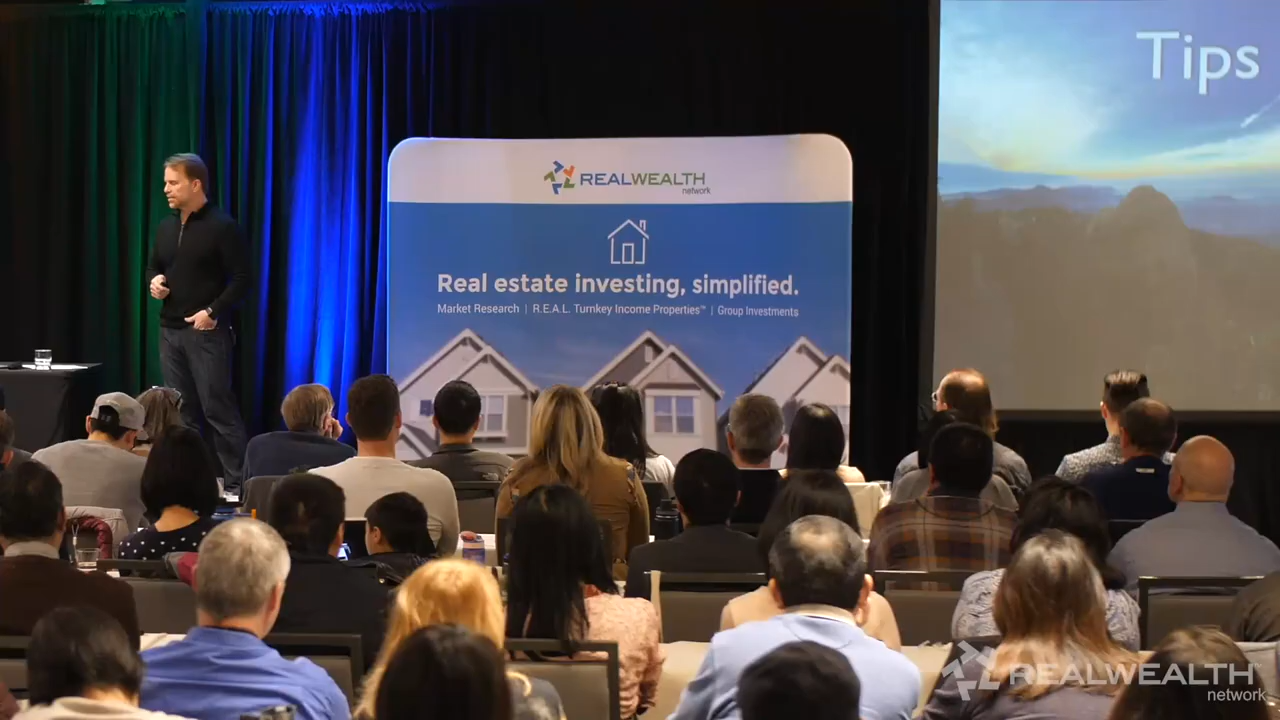 Tips
REALWEALTH
network
Real estate investing, simplified.
Market Research | R.E.A.L. Turnkey Income Properties™ | Group Investments
REALWEALTH
network